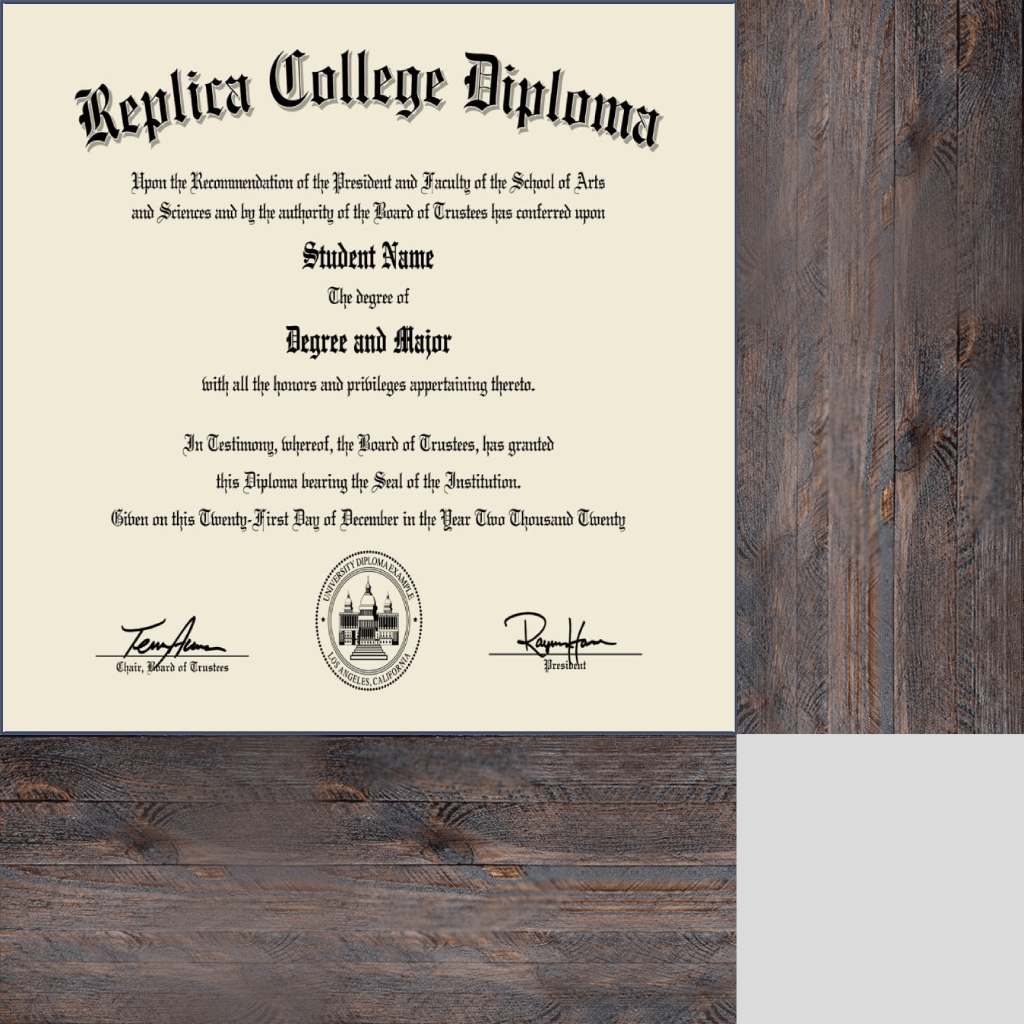 Replica College Diploma
Upon the Recommendation of the President and Faculty of the School of Arts
and Sciences and by the authority of the Board of Trustees has conferred upon
Student Name
The degree of
Degree and Major
with all the honors and privileges appertaining thereto.
In Testimony, whereof, the Board of Trustees, has granted
this Diploma bearing the Seal of the Institution.
Given on this Twenty-First Day of December in the Year Two Thousand Twenty
UNIVERSITY DIPLOMA EXAMPLE
LOS ANGELES, CALIFORNIA
Chair, Board of Trustees
President